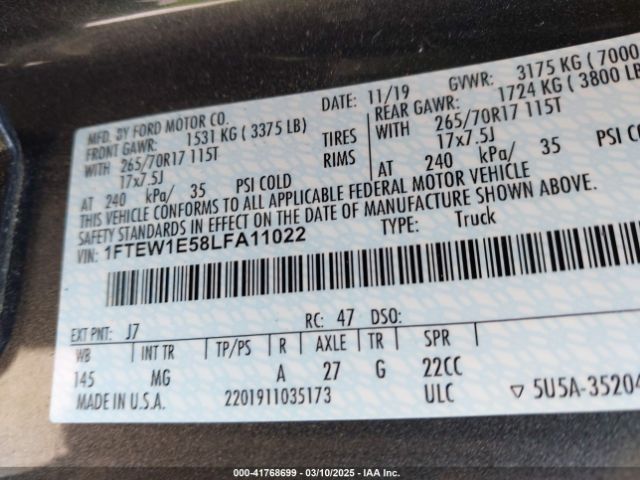 MFD. BY FORD MOTOR CO.
DATE: 11/19 GVWR: 3175 KG ( 7000
FRONT GAWR: 1531 KG ( 3375 LB) REAR GAWR: 1724 KG ( 3800 LB
WITH 265/70R17 115T TIRES WITH 265/70R17 115T
17x7.5J RIMS 17x7.5J
AT 240 kPa/ 35 PSI COLD AT 240 kPa/ 35 PSI CO
THIS VEHICLE CONFORMS TO ALL APPLICABLE FEDERAL MOTOR VEHICLE
SAFETY STANDARDS IN EFFECT ON THE DATE OF MANUFACTURE SHOWN ABOVE.
VIN: 1FTEW1E58LFA11022 TYPE: Truck
EXT PNT: J7 RC: 47 DSO:
WB INT TR TP/PS R AXLE TR SPR
145 MG A 27 G 22CC
MADE IN U.S.A. 2201911035173 ULC ▽ 5U5A-35204
000-41768699 — 03/10/2025 — IAA Inc.